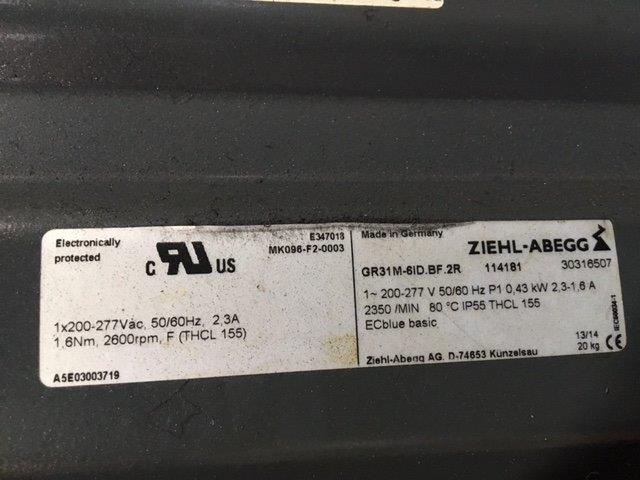 Electronically
protected
E347018
MK096-F2-0003
c RU US
1x200-277Vac, 50/60Hz, 2,3A
1,6Nm, 2600rpm, F (THCL 155)
A5E03003719
Made in Germany
ZIEHL-ABEGG
GR31M-6ID.BF.2R 114181 30316507
1~ 200-277 V 50/60 Hz P1 0,43 kW 2,3-1,6 A
2350 /MIN 80 °C IP55 THCL 155
ECblue basic
IEC60034-1
13/14
20 kg CE
Ziehl-Abegg AG, D-74653 Künzelsau